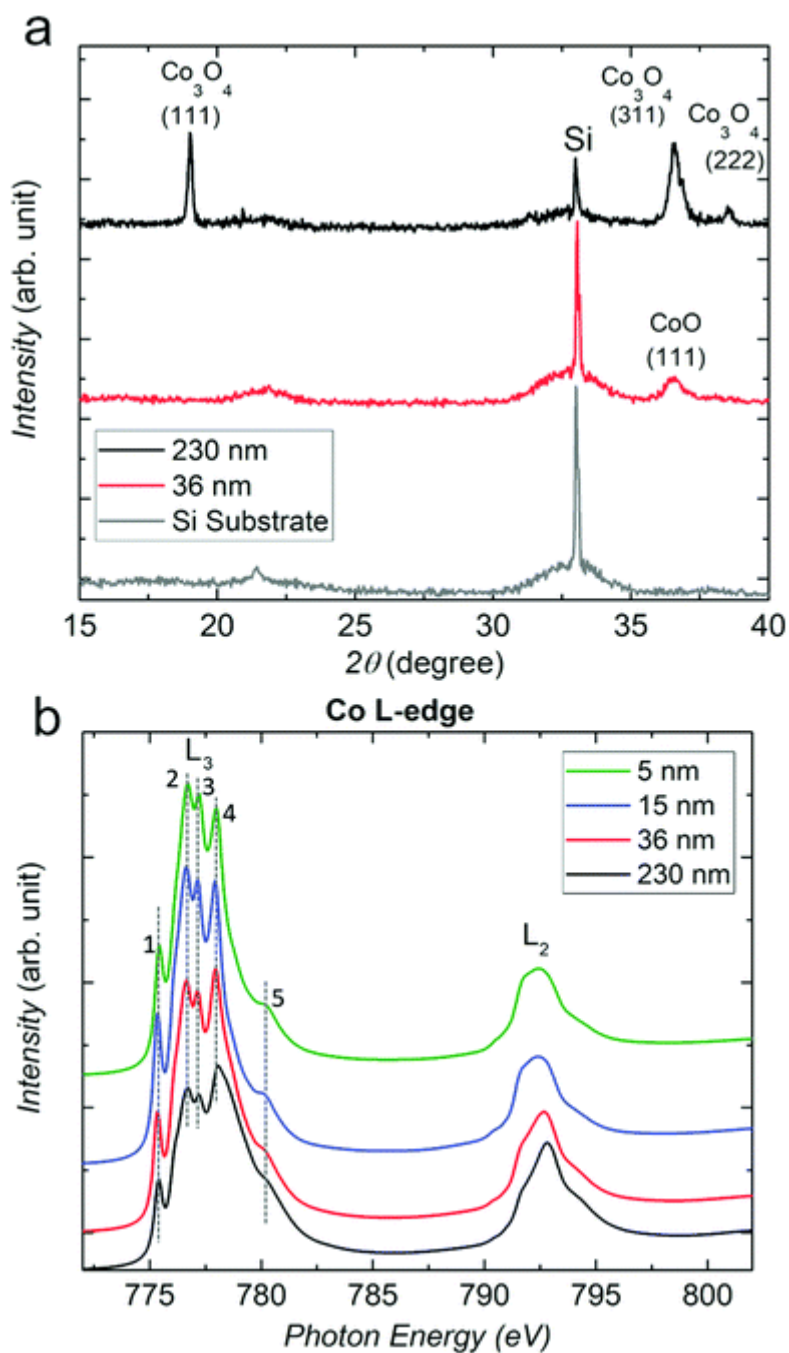 a
Co3O4
(111)
Co3O4
(311)
Co3O4
(222)
Si
CoO
(111)
230 nm
36 nm
Si Substrate
Intensity (arb. unit)
15 20 25 30 35 40
2θ (degree)
b
Co L-edge
L3
1
2
3
4
5
L2
5 nm
15 nm
36 nm
230 nm
Intensity (arb. unit)
775 780 785 790 795 800
Photon Energy (eV)